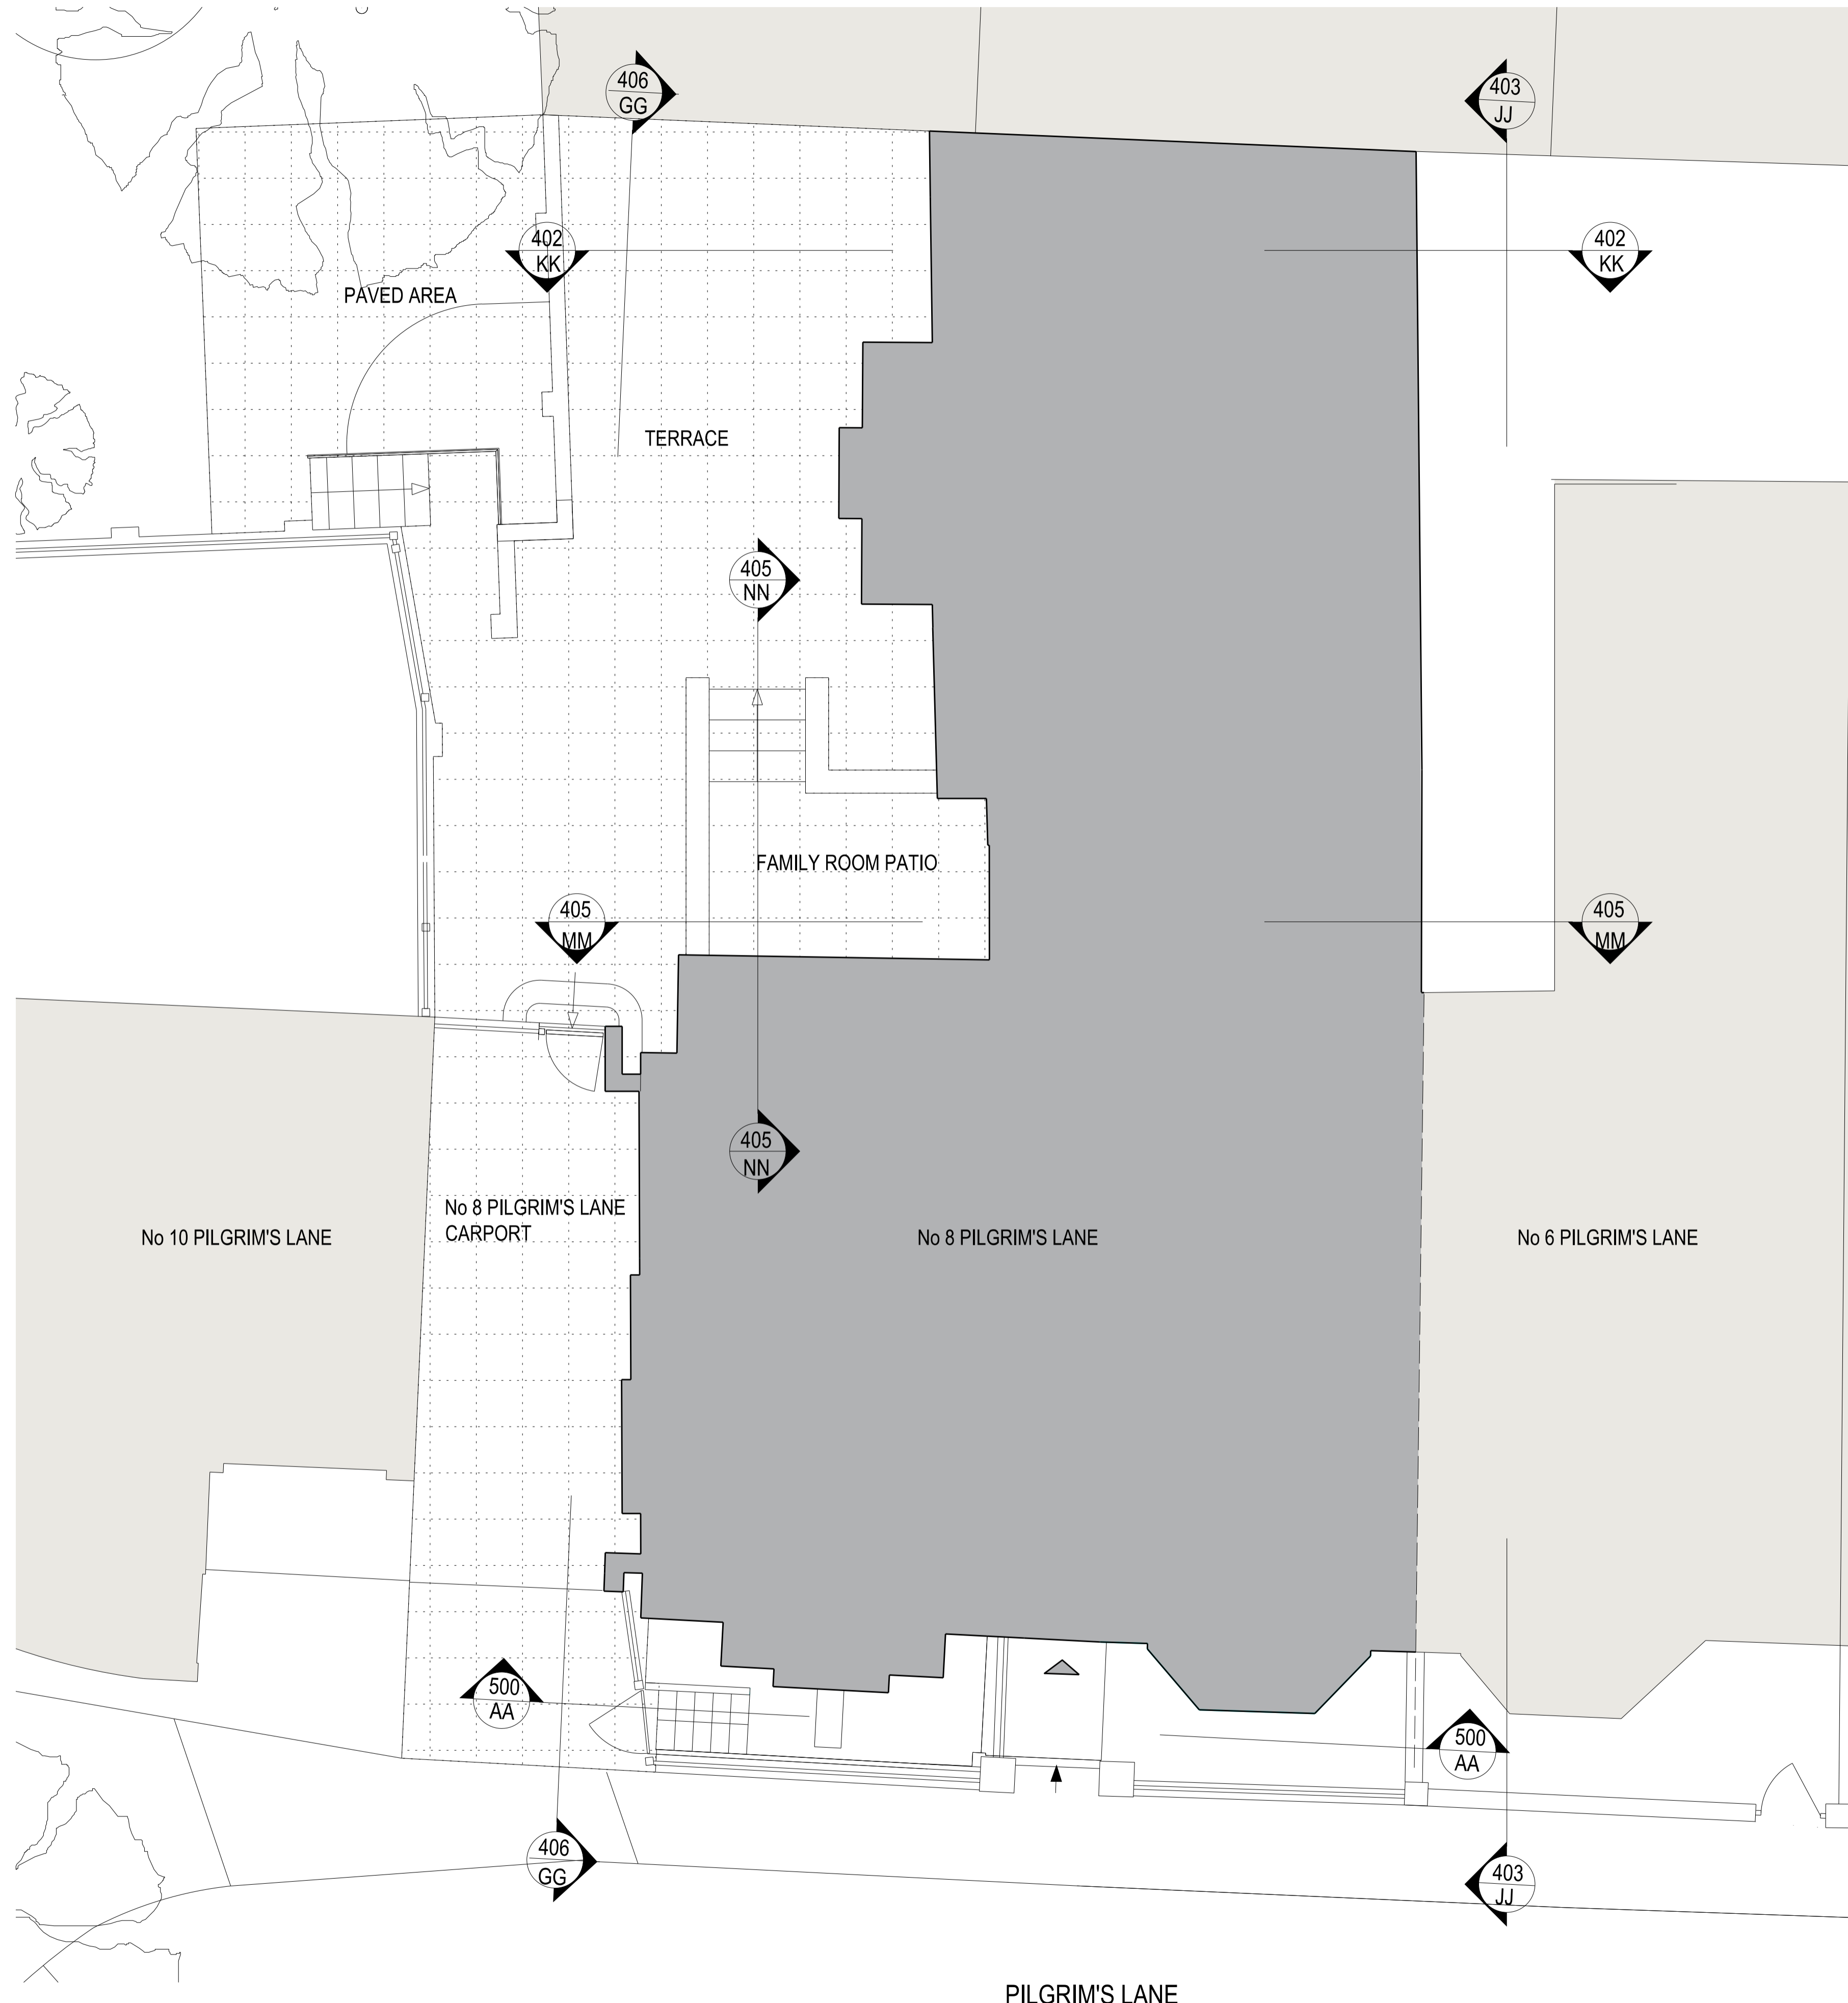 406
GG
403
JJ
402
KK
402
KK
PAVED AREA
TERRACE
405
NN
FAMILY ROOM PATIO
405
MM
405
MM
405
NN
No 8 PILGRIM'S LANE
CARPORT
No 10 PILGRIM'S LANE
No 8 PILGRIM'S LANE
No 6 PILGRIM'S LANE
500
AA
500
AA
406
GG
403
JJ
PILGRIM'S LANE